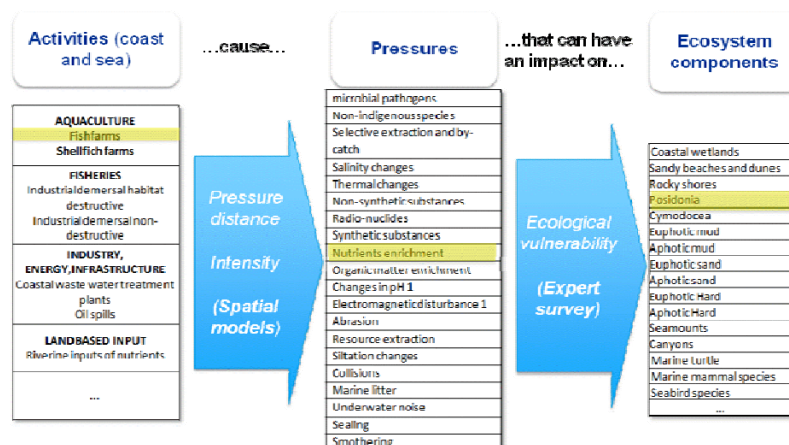 Activities (coast
and sea)
...cause...
Pressures
...that can have
an impact on...
Ecosystem
components
AQUACULTURE
Fishfarms
Shellfich farms
FISHERIES
Industrial demersal habitat
destructive
Industrial demersal non-
destructive
INDUSTRY,
ENERGY,INFRASTRUCTURE
Coastal waste water treatment
plants
Oil spills
LANDBASED INPUT
Riverine inputs of nutrients
...
Pressure
distance
Intensity
(Spatial
models)
microbial pathogens
Non-indigenous species
Selective extraction and by-
catch
Salinity changes
Thermal changes
Non-synthetic substances
Radio-nuclides
Synthetic substances
Nutrients enrichment
Organic matter enrichment
Changes in pH 1
Electromagnetic disturbance 1
Abrasion
Resource extraction
Siltation changes
Collisions
Marine litter
Underwater noise
Sealing
Smothering
Ecological
vulnerability
(Expert
survey)
Coastal wetlands
Sandy beaches and dunes
Rocky shores
Posidonia
Cymodocea
Euphotic mud
Aphotic mud
Euphotic sand
Aphotic sand
Euphotic Hard
Aphotic Hard
Seamounts
Canyons
Marine turtle
Marine mammal species
Seabird species
...